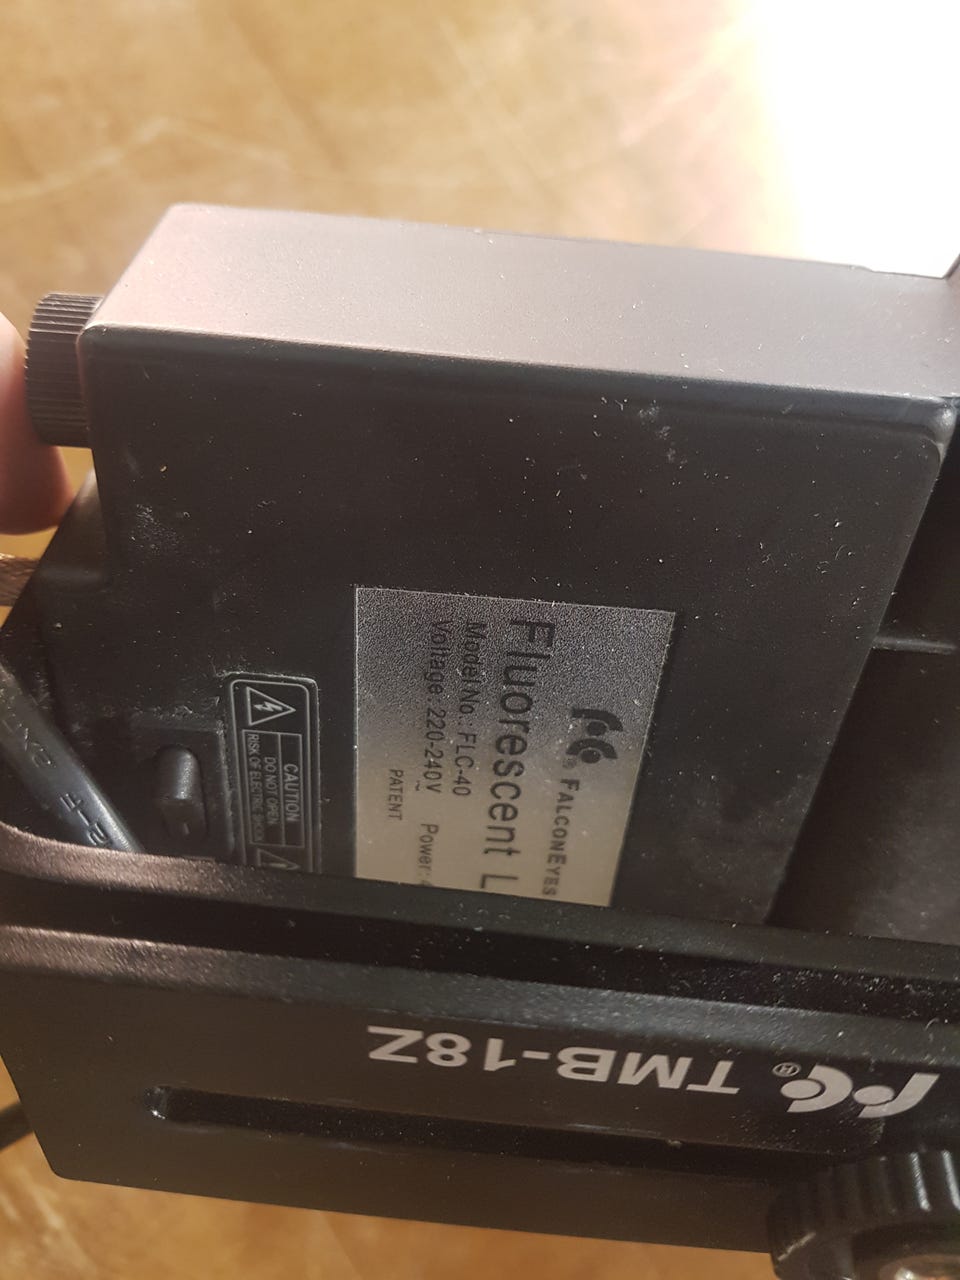 FALCONEYES
Fluorescent L
Model No.: FLC-40
Voltage: 220-240V Power:
PATENT
CAUTION
DO NOT OPEN
RISK OF ELECTRIC SHOCK
® TMB-18Z